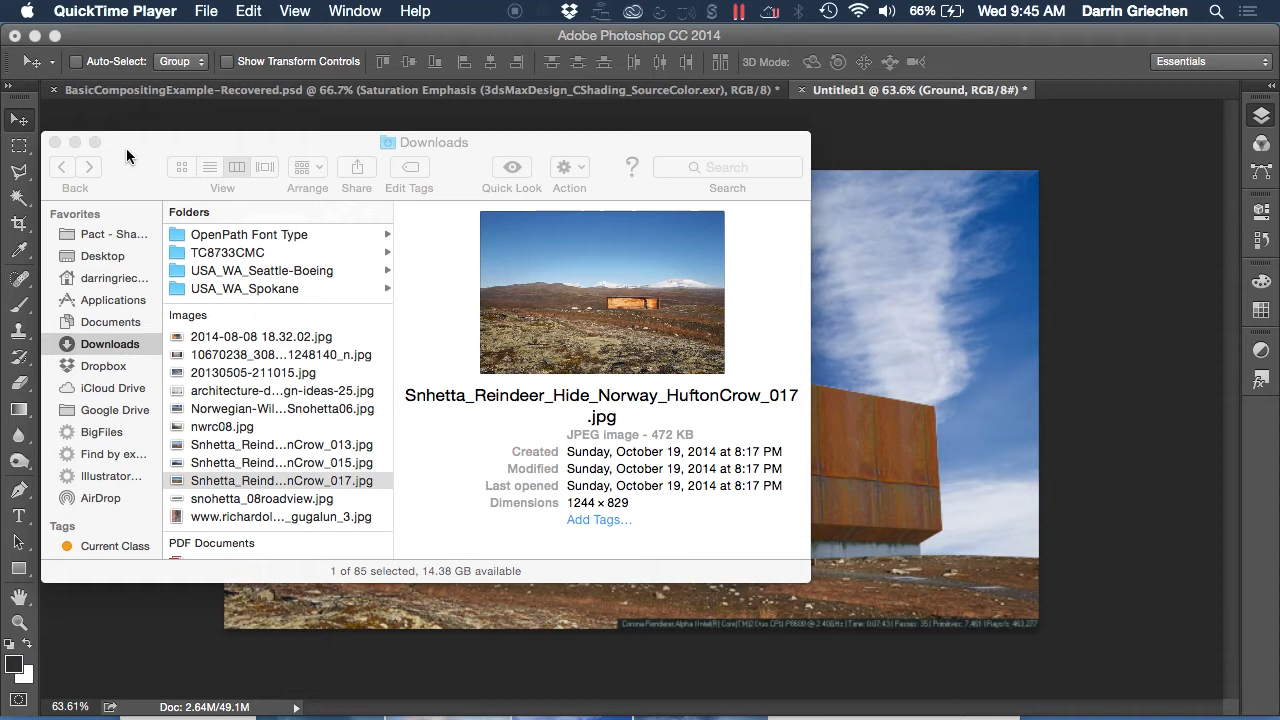 QuickTime Player File Edit View Window Help 66% Wed 9:45 AM Darrin Griechen
Adobe Photoshop CC 2014
Auto-Select: Group Show Transform Controls 3D Mode: Essentials
BasicCompositingExample-Recovered.psd @ 66.7% (Saturation Emphasis (3dsMaxDesign_CShading_SourceColor.exr), RGB/8) * Untitled1 @ 63.6% (Ground, RGB/8#) *
Downloads
Search
Back View Arrange Share Edit Tags Quick Look Action Search
Favorites
Pact - Sha...
Desktop
darringriec...
Applications
Documents
Downloads
Dropbox
iCloud Drive
Google Drive
BigFiles
Find by ex...
Illustrator...
AirDrop
Tags
Current Class
Folders
OpenPath Font Type
TC8733CMC
USA_WA_Seattle-Boeing
USA_WA_Spokane
Images
2014-08-08 18.32.02.jpg
10670238_308...1248140_n.jpg
20130505-211015.jpg
architecture-d...gn-ideas-25.jpg
Norwegian-Wil...Snohetta06.jpg
nwrc08.jpg
Snhetta_Reind...nCrow_013.jpg
Snhetta_Reind...nCrow_015.jpg
Snhetta_Reind...nCrow_017.jpg
snohetta_08roadview.jpg
www.richardol..._gugalun_3.jpg
PDF Documents
Snhetta_Reindeer_Hide_Norway_HuftonCrow_017
.jpg
JPEG image - 472 KB
Created Sunday, October 19, 2014 at 8:17 PM
Modified Sunday, October 19, 2014 at 8:17 PM
Last opened Sunday, October 19, 2014 at 8:17 PM
Dimensions 1244 × 829
Add Tags...
1 of 85 selected, 14.38 GB available
63.61% Doc: 2.64M/49.1M